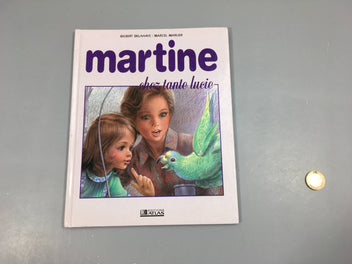 GILBERT DELAHAYE - MARCEL MARLIER
martine
chez tante lucie
ATLAS